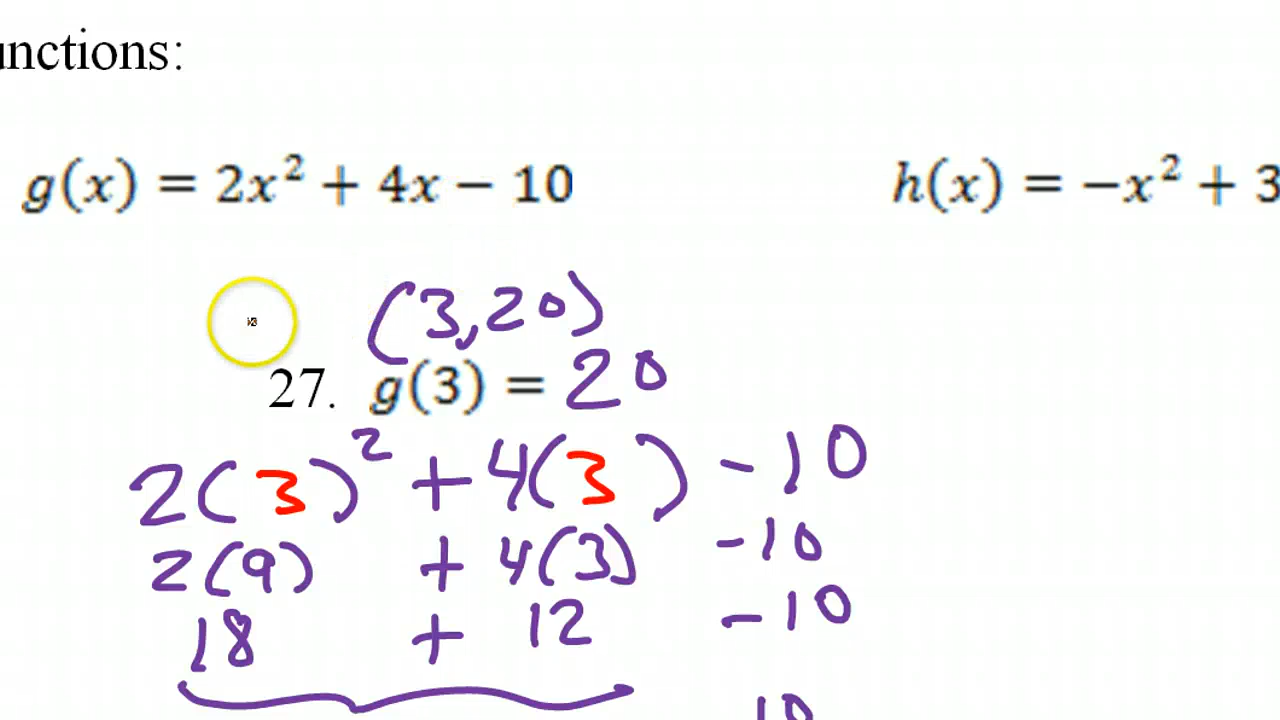 unctions:
g(x) = 2x² + 4x − 10
h(x) = −x² + 3
(3,20)
27. g(3) = 20
2(3)² + 4(3) - 10
2(9) + 4(3) - 10
18 + 12 - 10
10